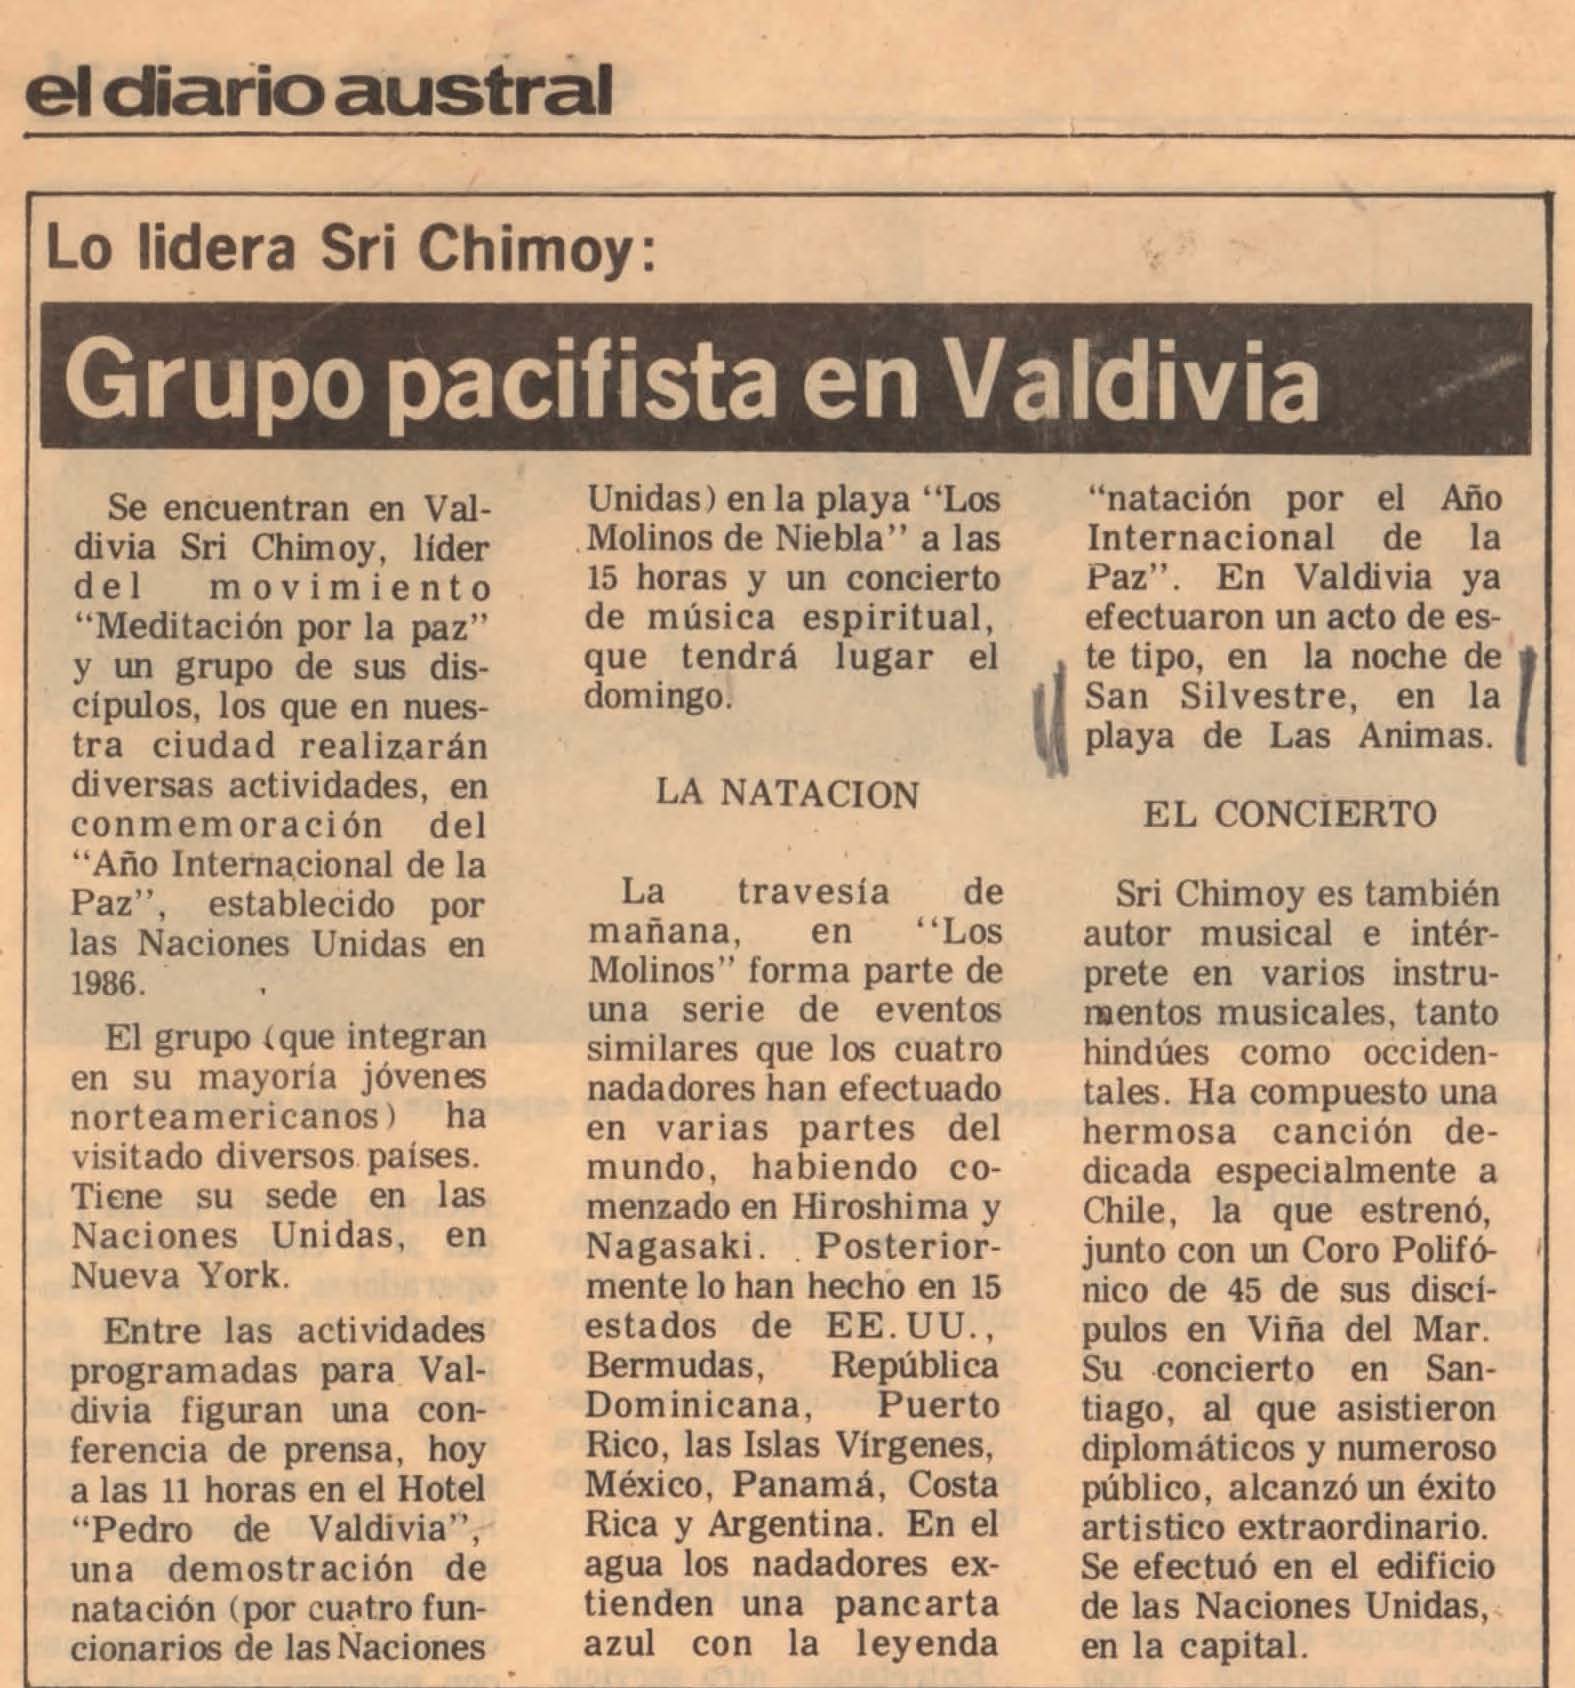 el diario austral
Lo lidera Sri Chimoy:
Grupo pacifista en Valdivia
Se encuentran en Val-
divia Sri Chimoy, líder
del movimiento
“Meditación por la paz”
y un grupo de sus dis-
cípulos, los que en nues-
tra ciudad realizarán
diversas actividades, en
conmemoración del
“Año Internacional de la
Paz”, establecido por
las Naciones Unidas en
1986.
El grupo (que integran
en su mayoría jóvenes
norteamericanos) ha
visitado diversos países.
Tiene su sede en las
Naciones Unidas, en
Nueva York.
Entre las actividades
programadas para Val-
divia figuran una con-
ferencia de prensa, hoy
a las 11 horas en el Hotel
“Pedro de Valdivia”,
una demostración de
natación (por cuatro fun-
cionarios de las Naciones
Unidas) en la playa “Los
Molinos de Niebla” a las
15 horas y un concierto
de música espiritual,
que tendrá lugar el
domingo.
LA NATACION
La travesía de
mañana, en “Los
Molinos” forma parte de
una serie de eventos
similares que los cuatro
nadadores han efectuado
en varias partes del
mundo, habiendo co-
menzado en Hiroshima y
Nagasaki. Posterior-
mente lo han hecho en 15
estados de EE.UU.,
Bermudas, República
Dominicana, Puerto
Rico, las Islas Vírgenes,
México, Panamá, Costa
Rica y Argentina. En el
agua los nadadores ex-
tienden una pancarta
azul con la leyenda
“natación por el Año
Internacional de la
Paz”. En Valdivia ya
efectuaron un acto de es-
te tipo, en la noche de
San Silvestre, en la
playa de Las Animas.
EL CONCIERTO
Sri Chimoy es también
autor musical e intér-
prete en varios instru-
mentos musicales, tanto
hindúes como occiden-
tales. Ha compuesto una
hermosa canción de-
dicada especialmente a
Chile, la que estrenó,
junto con un Coro Polifó-
nico de 45 de sus discí-
pulos en Viña del Mar.
Su concierto en San-
tiago, al que asistieron
diplomáticos y numeroso
público, alcanzó un éxito
artistico extraordinario.
Se efectuó en el edificio
de las Naciones Unidas,
en la capital.